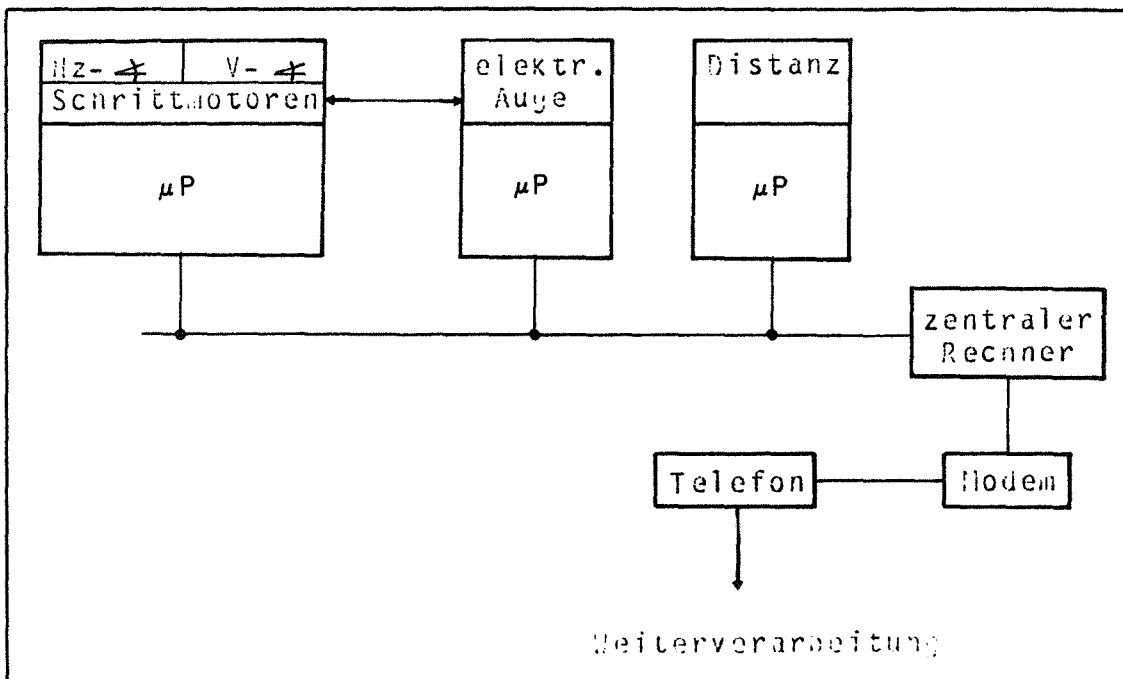 Hz-∢ V-∢
Schrittmotoren
μP
elektr.
Auge
μP
Distanz
μP
zentraler
Rechner
Modem
Telefon
Weiterverarbeitung